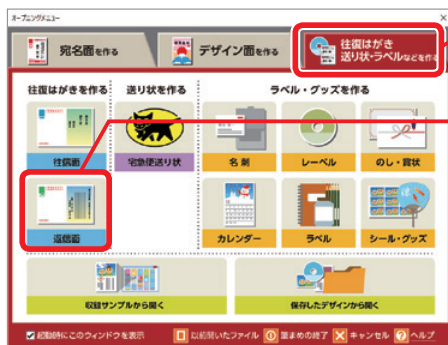 オープニングメニュー
宛名面を作る
デザイン面を作る
往復はがき
送り状・ラベルなどを作る
往復はがきを作る
送り状を作る
ラベル・グッズを作る
往信面
宅急便送り状
名刺
レーベル
のし・賞状
返信面
カレンダー
ラベル
シール・グッズ
収録サンプルから開く
保存したデザインから開く
起動時にこのウィンドウを表示
以前開いたファイル
筆まめの終了
キャンセル
ヘルプ